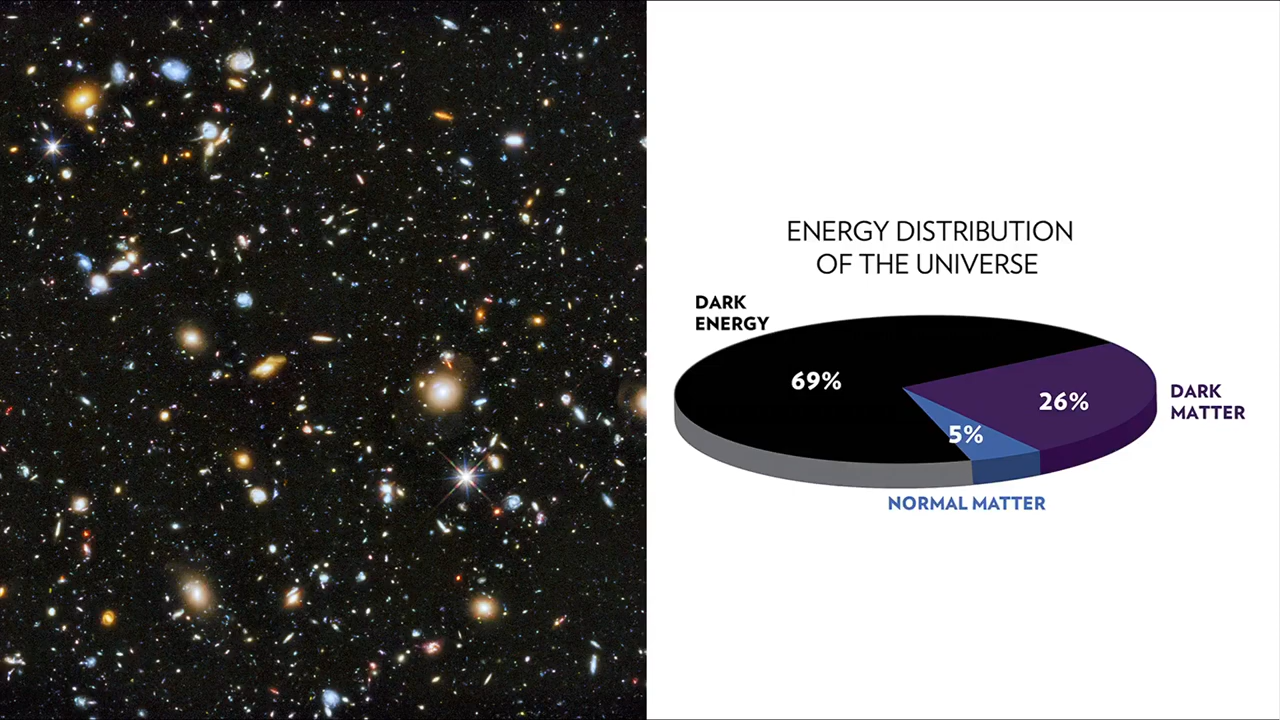 ENERGY DISTRIBUTION
OF THE UNIVERSE
DARK
ENERGY
69%
26%
DARK
MATTER
5%
NORMAL MATTER